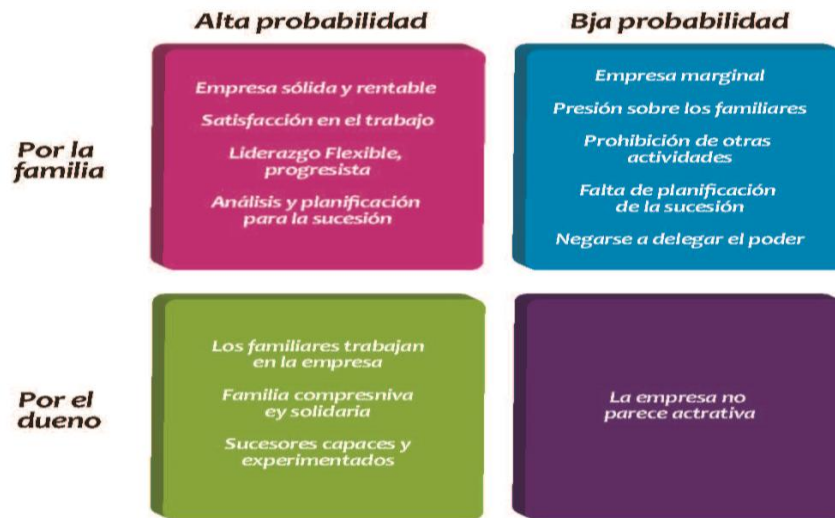 Alta probabilidad
Bja probabilidad
Por la
familia
Empresa sólida y rentable
Satisfacción en el trabajo
Liderazgo Flexible,
progresista
Análisis y planificación
para la sucesión
Empresa marginal
Presión sobre los familiares
Prohibición de otras
actividades
Falta de planificación
de la sucesión
Negarse a delegar el poder
Por el
dueno
Los familiares trabajan
en la empresa
Familia compresniva
ey solidaria
Sucesores capaces y
experimentados
La empresa no
parece actrativa